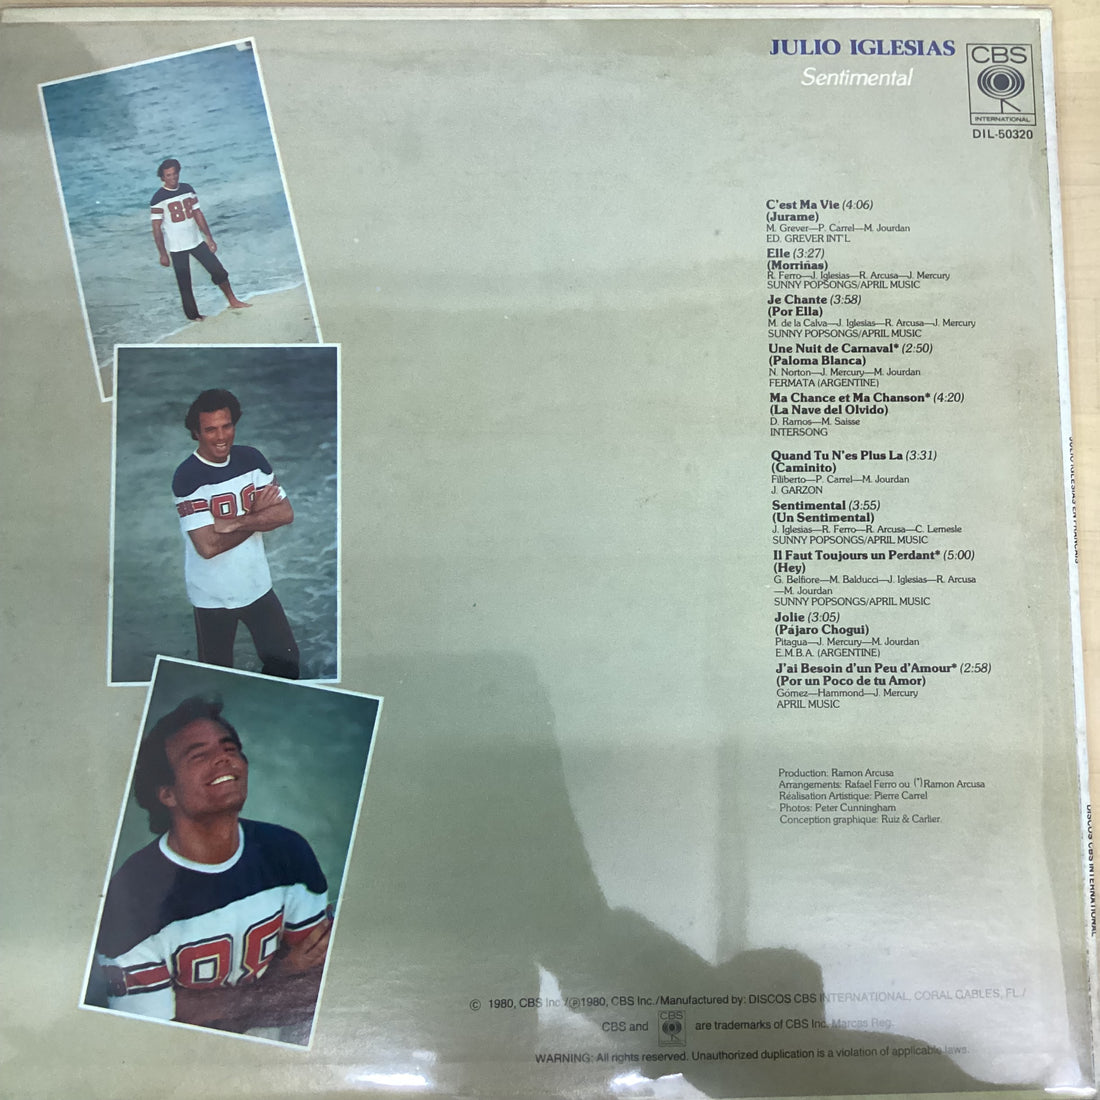 JULIO IGLESIAS
Sentimental
CBS
INTERNATIONAL
DIL-50320
C'est Ma Vie (4:06)
(Jurame)
M. Grever—P. Carrel—M. Jourdan
ED. GREVER INT'L
Elle (3:27)
(Morriñas)
R. Ferro—J. Iglesias—R. Arcusa—J. Mercury
SUNNY POPSONGS/APRIL MUSIC
Je Chante (3:58)
(Por Ella)
M. de la Calva—J. Iglesias—R. Arcusa—J. Mercury
SUNNY POPSONGS/APRIL MUSIC
Une Nuit de Carnaval* (2:50)
(Paloma Blanca)
N. Norton—J. Mercury—M. Jourdan
FERMATA (ARGENTINE)
Ma Chance et Ma Chanson* (4:20)
(La Nave del Olvido)
D. Ramos—M. Saisse
INTERSONG
Quand Tu N'es Plus La (3:31)
(Caminito)
Filiberto—P. Carrel—M. Jourdan
J. GARZON
Sentimental (3:55)
(Un Sentimental)
J. Iglesias—R. Ferro—R. Arcusa—C. Lemesle
SUNNY POPSONGS/APRIL MUSIC
Il Faut Toujours un Perdant* (5:00)
(Hey)
G. Belfiore—M. Balducci—J. Iglesias—R. Arcusa
—M. Jourdan
SUNNY POPSONGS/APRIL MUSIC
Jolie (3:05)
(Pájaro Chogui)
Pitagua—J. Mercury—M. Jourdan
E.M.B.A. (ARGENTINE)
J'ai Besoin d'un Peu d'Amour* (2:58)
(Por un Poco de tu Amor)
Gómez—Hammond—J. Mercury
APRIL MUSIC
Production: Ramon Arcusa
Arrangements: Rafael Ferro ou (*) Ramon Arcusa
Réalisation Artistique: Pierre Carrel
Photos: Peter Cunningham
Conception graphique: Ruiz & Carlier.
© 1980, CBS Inc./℗1980, CBS Inc./Manufactured by: DISCOS CBS INTERNATIONAL, CORAL GABLES, FL./
CBS and CBS are trademarks of CBS Inc. Marcas Reg.
WARNING: All rights reserved. Unauthorized duplication is a violation of applicable laws.
88
JULIO IGLESIAS EN FRANCAIS
DISCOS CBS INTERNATIONAL